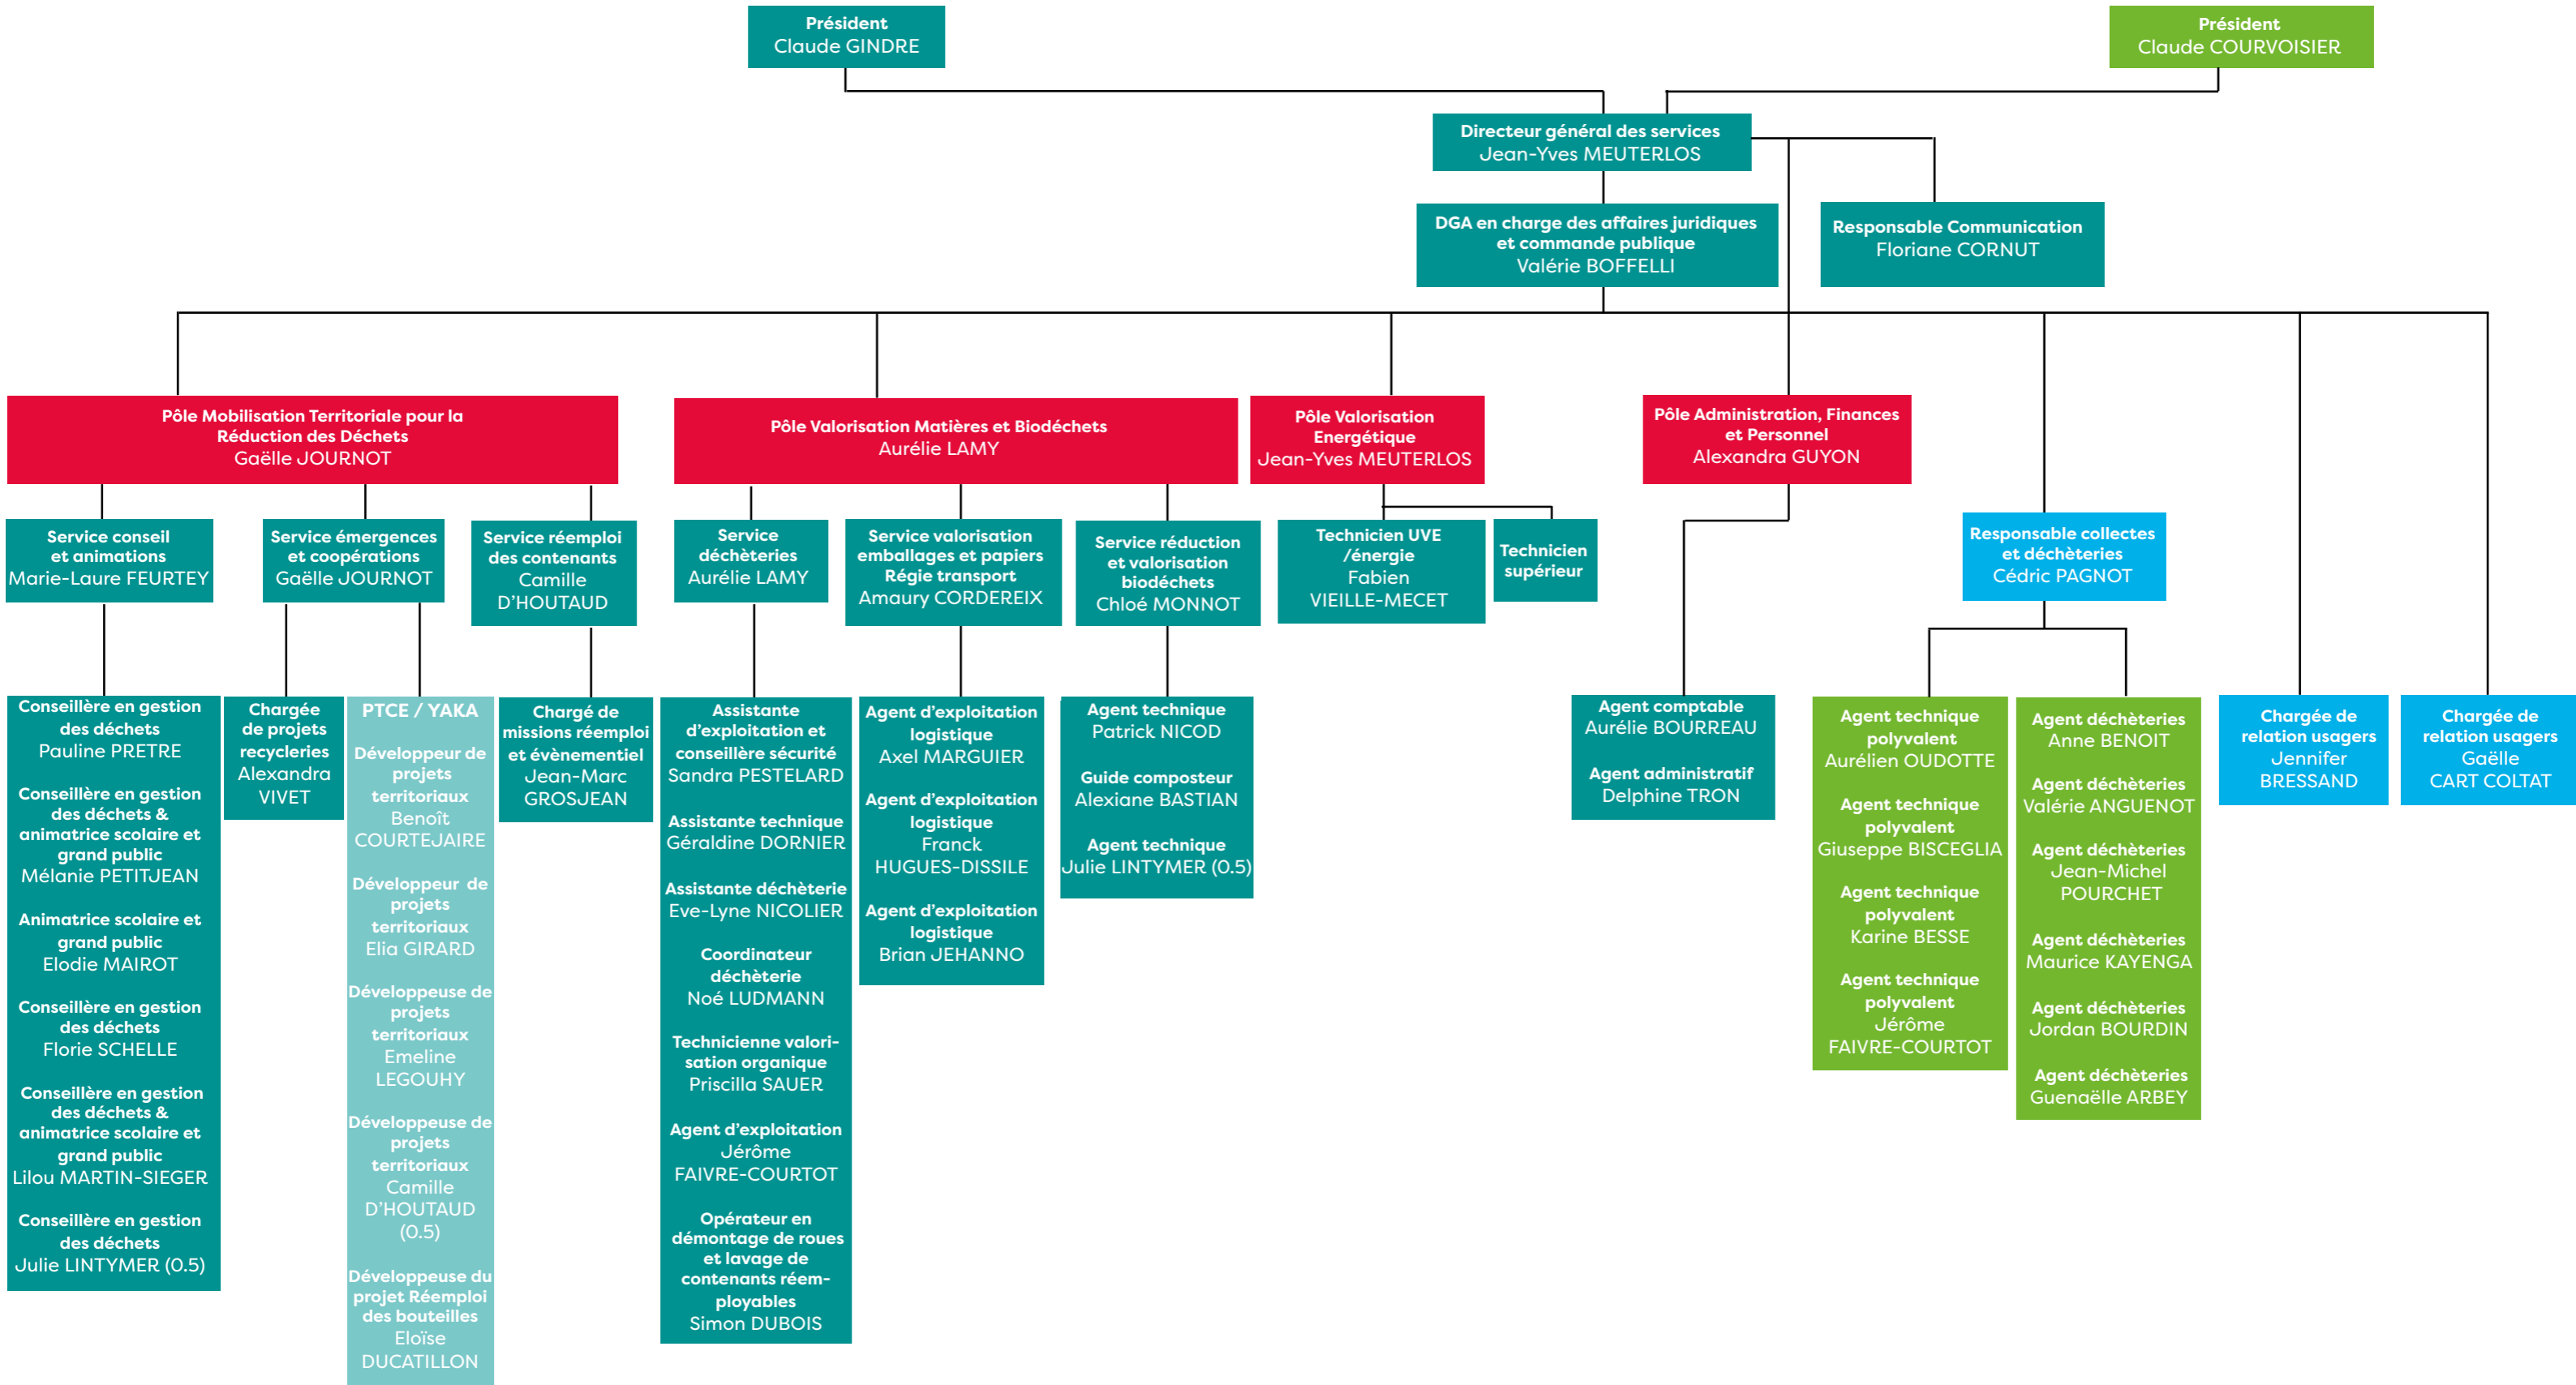 Président
Claude GINDRE
Président
Claude COURVOISIER
Directeur général des services
Jean-Yves MEUTERLOS
DGA en charge des affaires juridiques
et commande publique
Valérie BOFFELLI
Responsable Communication
Floriane CORNUT
Pôle Mobilisation Territoriale pour la
Réduction des Déchets
Gaëlle JOURNOT
Pôle Valorisation Matières et Biodéchets
Aurélie LAMY
Pôle Valorisation
Energétique
Jean-Yves MEUTERLOS
Pôle Administration, Finances
et Personnel
Alexandra GUYON
Service conseil
et animations
Marie-Laure FEURTEY
Service émergences
et coopérations
Gaëlle JOURNOT
Service réemploi
des contenants
Camille
D'HOUTAUD
Service
déchèteries
Aurélie LAMY
Service valorisation
emballages et papiers
Régie transport
Amaury CORDEREIX
Service réduction
et valorisation
biodéchets
Chloé MONNOT
Technicien UVE
/énergie
Fabien
VIEILLE-MECET
Technicien
supérieur
Responsable collectes
et déchèteries
Cédric PAGNOT
Conseillère en gestion
des déchets
Pauline PRETRE
Conseillère en gestion
des déchets &
animatrice scolaire et
grand public
Mélanie PETITJEAN
Animatrice scolaire et
grand public
Elodie MAIROT
Conseillère en gestion
des déchets
Florie SCHELLE
Conseillère en gestion
des déchets &
animatrice scolaire et
grand public
Lilou MARTIN-SIEGER
Conseillère en gestion
des déchets
Julie LINTYMER (0.5)
Chargée
de projets
recycleries
Alexandra
VIVET
PTCE / YAKA
Développeur de
projets
territoriaux
Benoît
COURTEJAIRE
Développeur  de
projets
territoriaux
Elia GIRARD
Développeuse de
projets
territoriaux
Emeline
LEGOUHY
Développeuse de
projets
territoriaux
Camille
D'HOUTAUD
(0.5)
Développeuse du
projet Réemploi
des bouteilles
Eloïse
DUCATILLON
Chargé de
missions réemploi
et évènementiel
Jean-Marc
GROSJEAN
Assistante
d'exploitation et
conseillère sécurité
Sandra PESTELARD
Assistante technique
Géraldine DORNIER
Assistante déchèterie
Eve-Lyne NICOLIER
Coordinateur
déchèterie
Noé LUDMANN
Technicienne valori-
sation organique
Priscilla SAUER
Agent d'exploitation
Jérôme
FAIVRE-COURTOT
Opérateur en
démontage de roues
et lavage de
contenants réem-
ployables
Simon DUBOIS
Agent d'exploitation
logistique
Axel MARGUIER
Agent d'exploitation
logistique
Franck
HUGUES-DISSILE
Agent d'exploitation
logistique
Brian JEHANNO
Agent technique
Patrick NICOD
Guide composteur
Alexiane BASTIAN
Agent technique
Julie LINTYMER (0.5)
Agent comptable
Aurélie BOURREAU
Agent administratif
Delphine TRON
Agent technique
polyvalent
Aurélien OUDOTTE
Agent technique
polyvalent
Giuseppe BISCEGLIA
Agent technique
polyvalent
Karine BESSE
Agent technique
polyvalent
Jérôme
FAIVRE-COURTOT
Agent déchèteries
Anne BENOIT
Agent déchèteries
Valérie ANGUENOT
Agent déchèteries
Jean-Michel
POURCHET
Agent déchèteries
Maurice KAYENGA
Agent déchèteries
Jordan BOURDIN
Agent déchèteries
Guenaëlle ARBEY
Chargée de
relation usagers
Jennifer
BRESSAND
Chargée de
relation usagers
Gaëlle
CART COLTAT